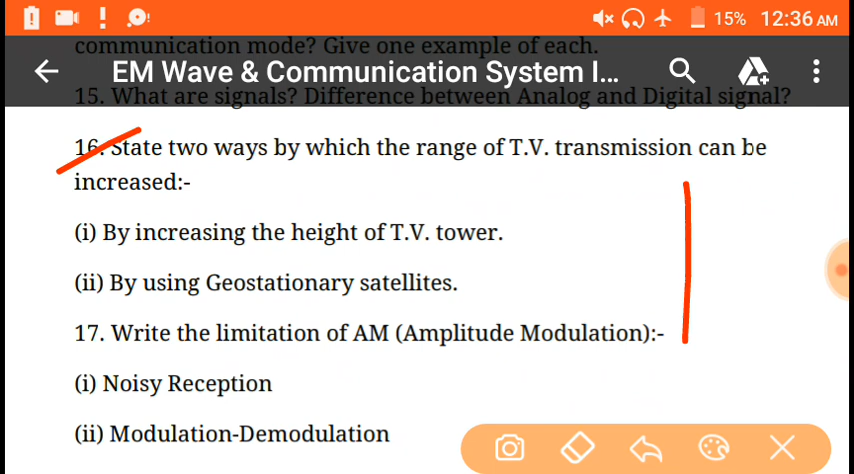 15% 12:36 AM
communication mode? Give one example of each.
EM Wave & Communication System I...
15. What are signals? Difference between Analog and Digital signal?
16. State two ways by which the range of T.V. transmission can be
increased:-
(i) By increasing the height of T.V. tower.
(ii) By using Geostationary satellites.
17. Write the limitation of AM (Amplitude Modulation):-
(i) Noisy Reception
(ii) Modulation-Demodulation